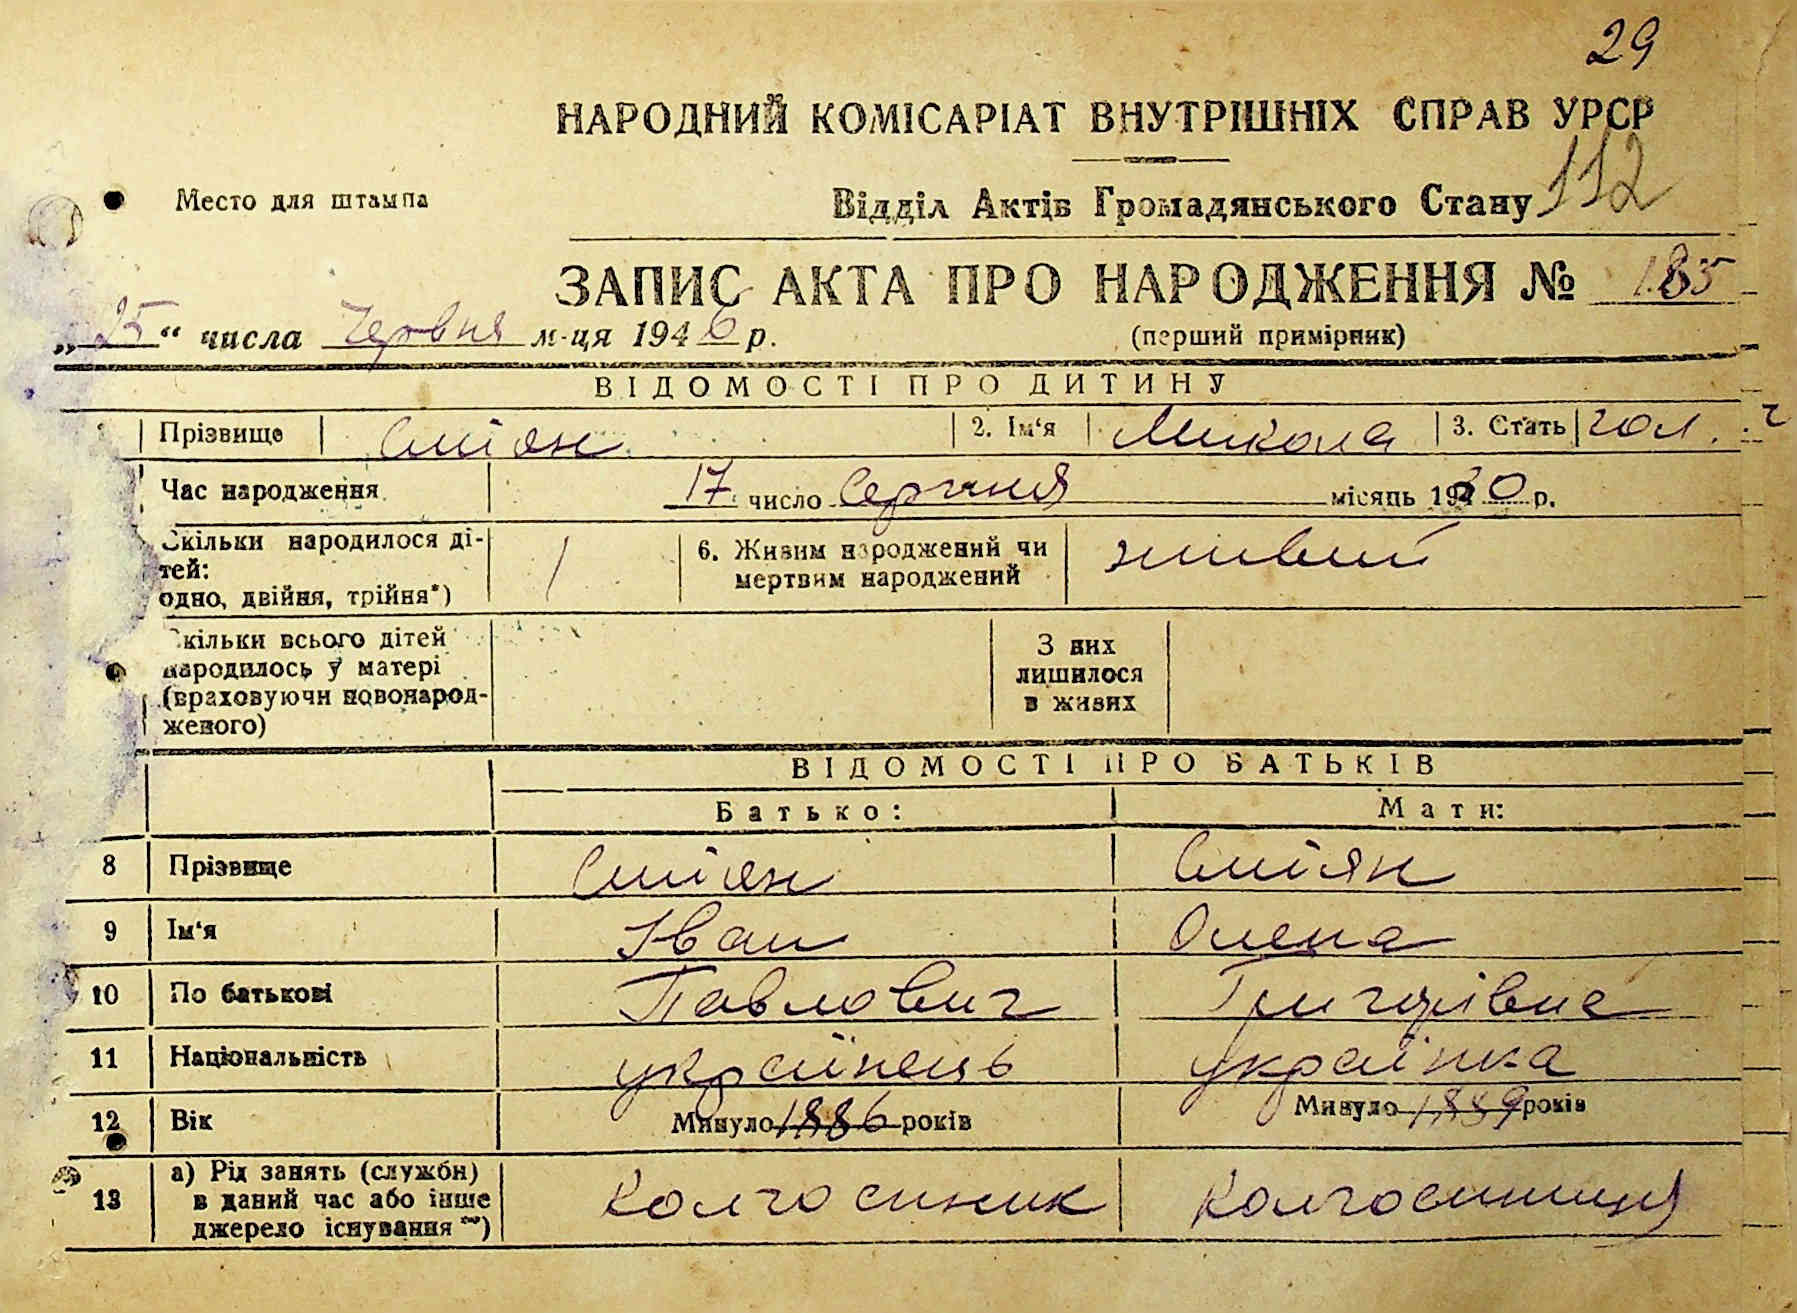 29
НАРОДНИЙ КОМІСАРІАТ ВНУТРІШНІХ СПРАВ УРСР
112
Место для штампа
Відділ Актів Громадянського Стану
ЗАПИС АКТА ПРО НАРОДЖЕННЯ № 185
„25“ числа червня м-ця 1946 р.
(перший примірник)
ВІДОМОСТІ ПРО ДИТИНУ
Прізвище Сміян 2. Ім‘я Микола 3. Стать чол. ч
Час народження 17 число Серпня місяць 1930 р.
Скільки народилося ді-
тей:
одно, двійня, трійня*) 1
6. Живим народжений чи
мертвим народжений живий
Скільки всього дітей
народилось у матері
(враховуючи новонарод-
женого)
З них
лишилося
в живих
ВІДОМОСТІ ПРО БАТЬКІВ
Батько: Мати:
8 Прізвище Сміян Сміян
9 Ім‘я Іван Олена
10 По батькові Павлович Григорівна
11 Національність українець українка
12 Вік Минуло 1886 років Минуло 1889 років
13 а) Рід занять (служби)
в даний час або інше
джерело існування **) Колгоспник Колгоспниця